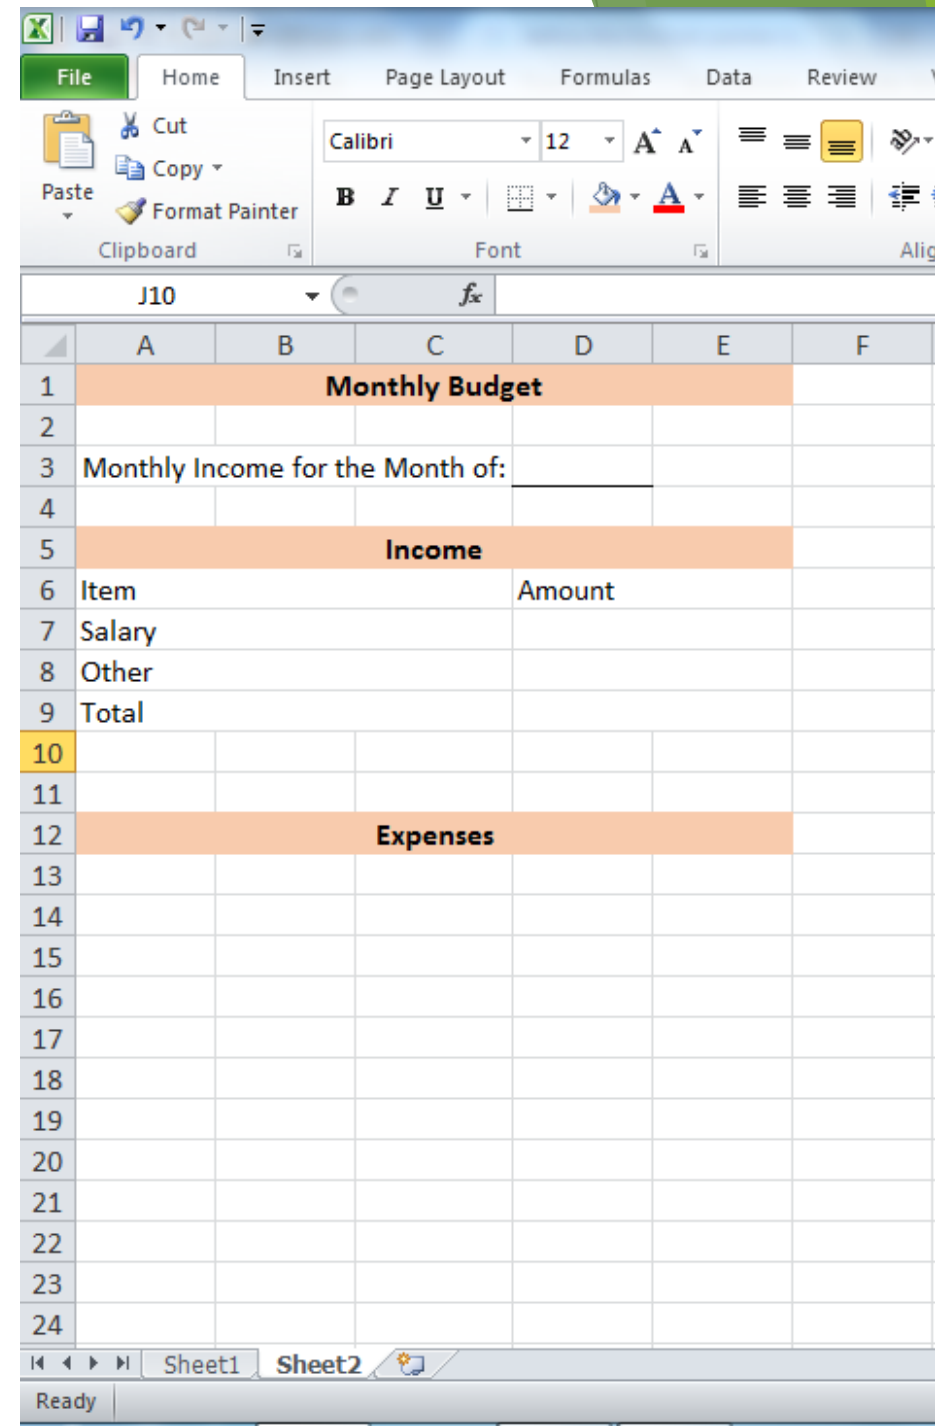 File Home Insert Page Layout Formulas Data Review
Cut
Calibri 12 A A
Copy
Paste
B I U A
Format Painter
Clipboard Font
J10 fx
A B C D E F
1 Monthly Budget
2
3 Monthly Income for the Month of:
4
5 Income
6 Item Amount
7 Salary
8 Other
9 Total
10
11
12 Expenses
13
14
15
16
17
18
19
20
21
22
23
24
Sheet1 Sheet2
Ready